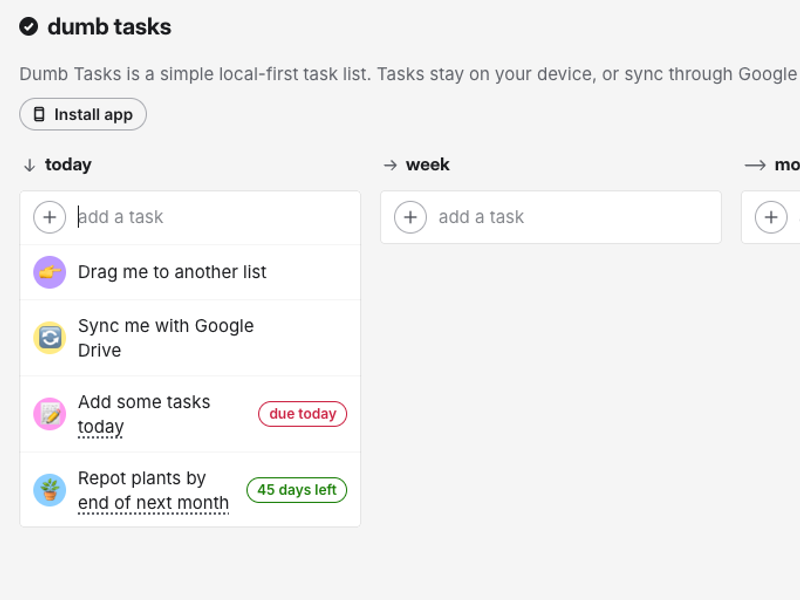 dumb tasks
Dumb Tasks is a simple local-first task list. Tasks stay on your device, or sync through Google
Install app
today
week
mo
add a task
add a task
Drag me to another list
Sync me with Google
Drive
Add some tasks
today
due today
Repot plants by
end of next month
45 days left